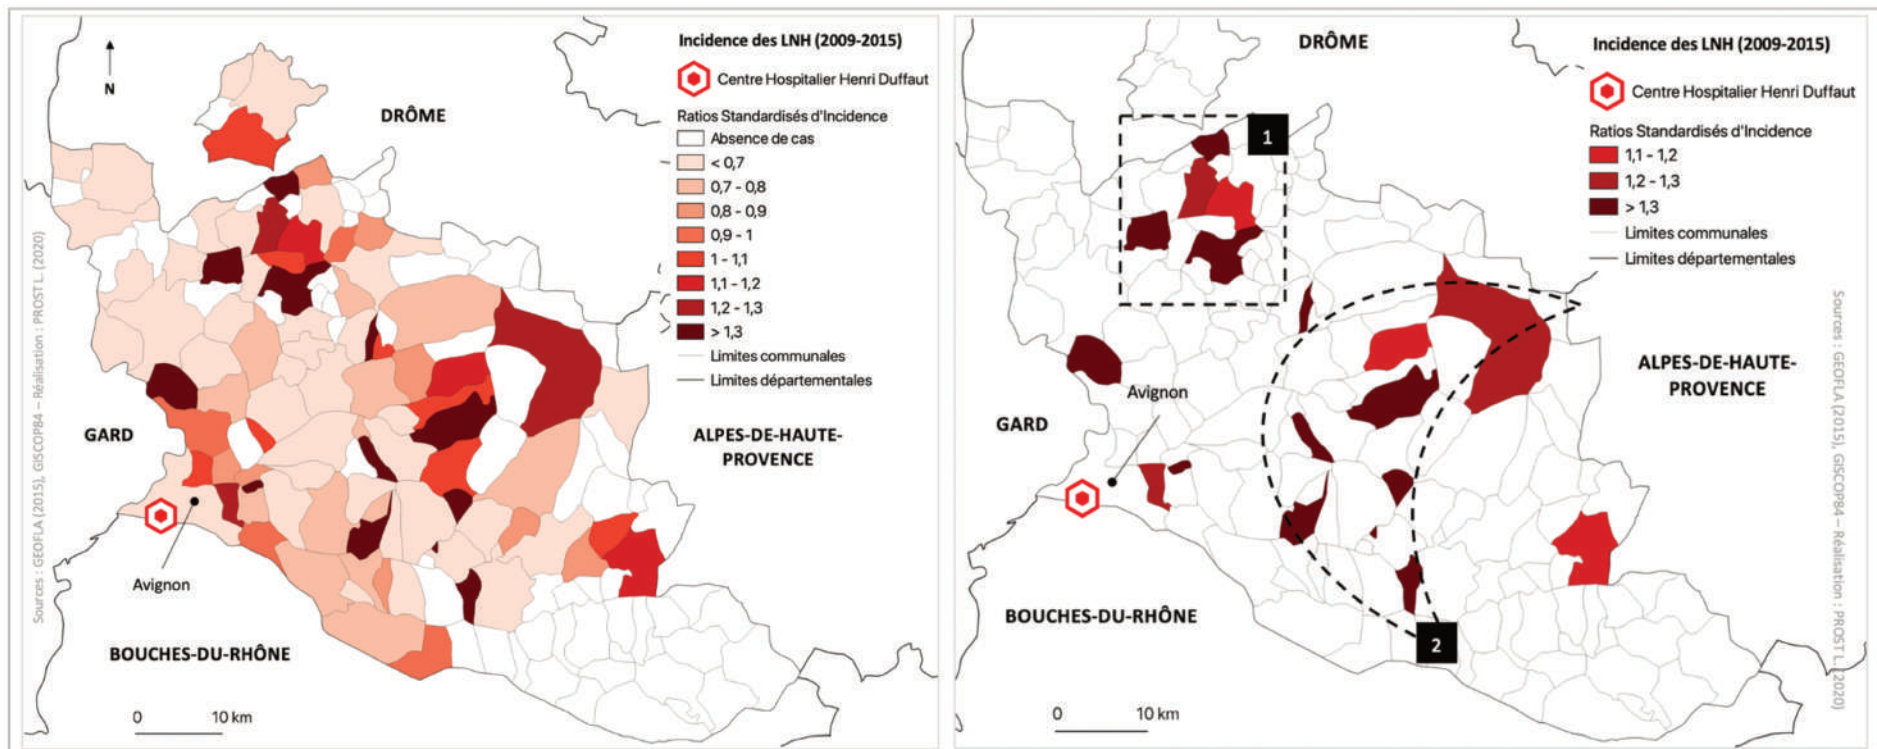 Incidence des LNH (2009-2015)
Centre Hospitalier Henri Duffaut
Ratios Standardisés d'Incidence
Absence de cas
< 0,7
0,7 - 0,8
0,8 - 0,9
0,9 - 1
1 - 1,1
1,1 - 1,2
1,2 - 1,3
> 1,3
Limites communales
Limites départementales
N
DRÔME
GARD
ALPES-DE-HAUTE-
PROVENCE
Avignon
BOUCHES-DU-RHÔNE
0 10 km
Sources : GEOFLA (2015), GISCOP84 – Réalisation : PROST L. (2020)
DRÔME
Incidence des LNH (2009-2015)
Centre Hospitalier Henri Duffaut
Ratios Standardisés d'Incidence
1,1 - 1,2
1,2 - 1,3
> 1,3
Limites communales
Limites départementales
1
ALPES-DE-HAUTE-
PROVENCE
Avignon
GARD
BOUCHES-DU-RHÔNE
2
0 10 km
Sources : GEOFLA (2015), GISCOP84 – Réalisation : PROST L. (2020)